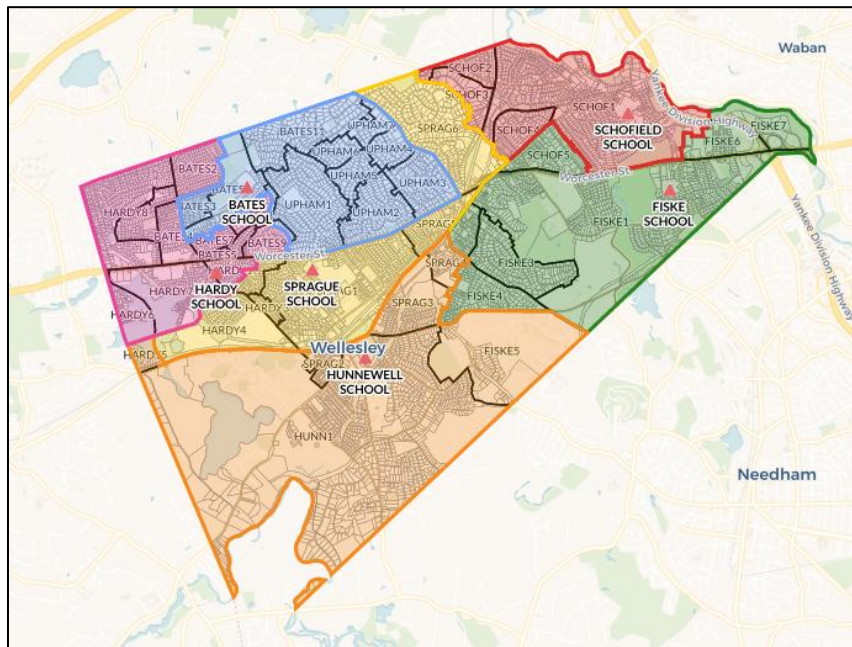 Waban
SCHOF2
SCHOF3
SCHOF1
SCHOFIELD
SCHOOL
Yankee Division Highway
FISKE7
FISKE6
SPRAG6
SCHOF5
Worcester St
BATES11
UPHAM7
UPHAM6
UPHAM4
BATES2
UPHAM5
UPHAM3
BATES
SCHOOL
BATES3
UPHAM1
UPHAM2
HARDY8
FISKE
SCHOOL
FISKE1
BATES9
Worcester St
Yankee Division Highway
FISKE3
HARDY
SCHOOL
SPRAGUE
SCHOOL
SPRAG3
FISKE4
HARDY6
HARDY4
Wellesley
SPRAG2
HUNNEWELL
SCHOOL
FISKE5
HUNN1
Needham